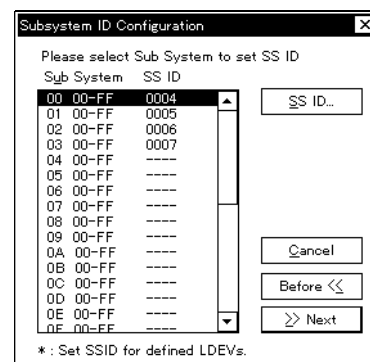 Subsystem ID Configuration
Please select Sub System to set SS ID
Sub System SS ID
00 00-FF 0004
01 00-FF 0005
02 00-FF 0006
03 00-FF 0007
04 00-FF ----
05 00-FF ----
06 00-FF ----
07 00-FF ----
08 00-FF ----
09 00-FF ----
0A 00-FF ----
0B 00-FF ----
0C 00-FF ----
0D 00-FF ----
0E 00-FF ----
0F 00-FF ----
SS ID...
Cancel
Before <<
>> Next
* : Set SSID for defined LDEVs.